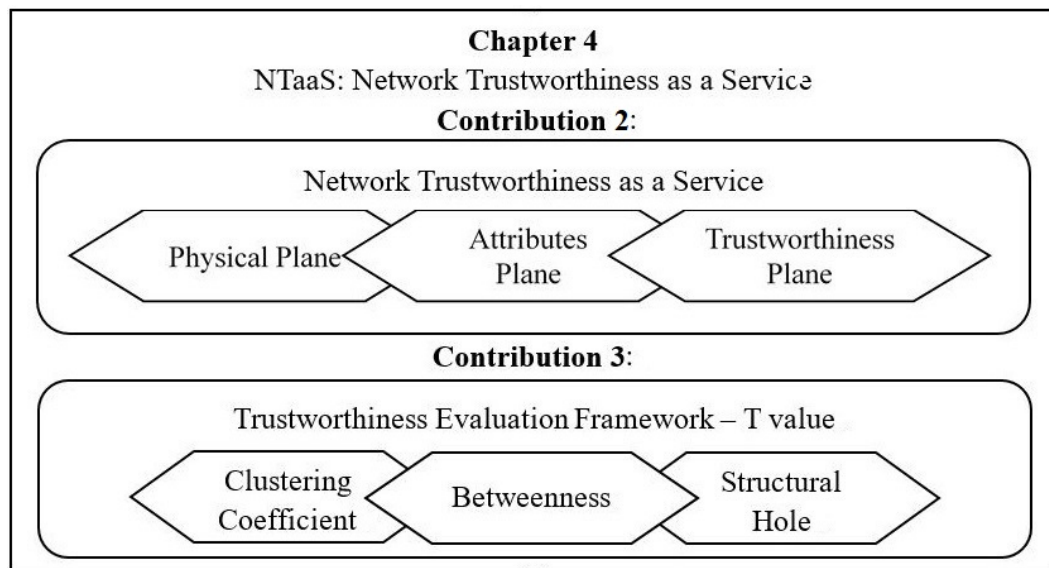 Chapter 4
NTaaS: Network Trustworthiness as a Service
Contribution 2:
Network Trustworthiness as a Service
Physical Plane
Attributes
Plane
Trustworthiness
Plane
Contribution 3:
Trustworthiness Evaluation Framework – T value
Clustering
Coefficient
Betweenness
Structural
Hole